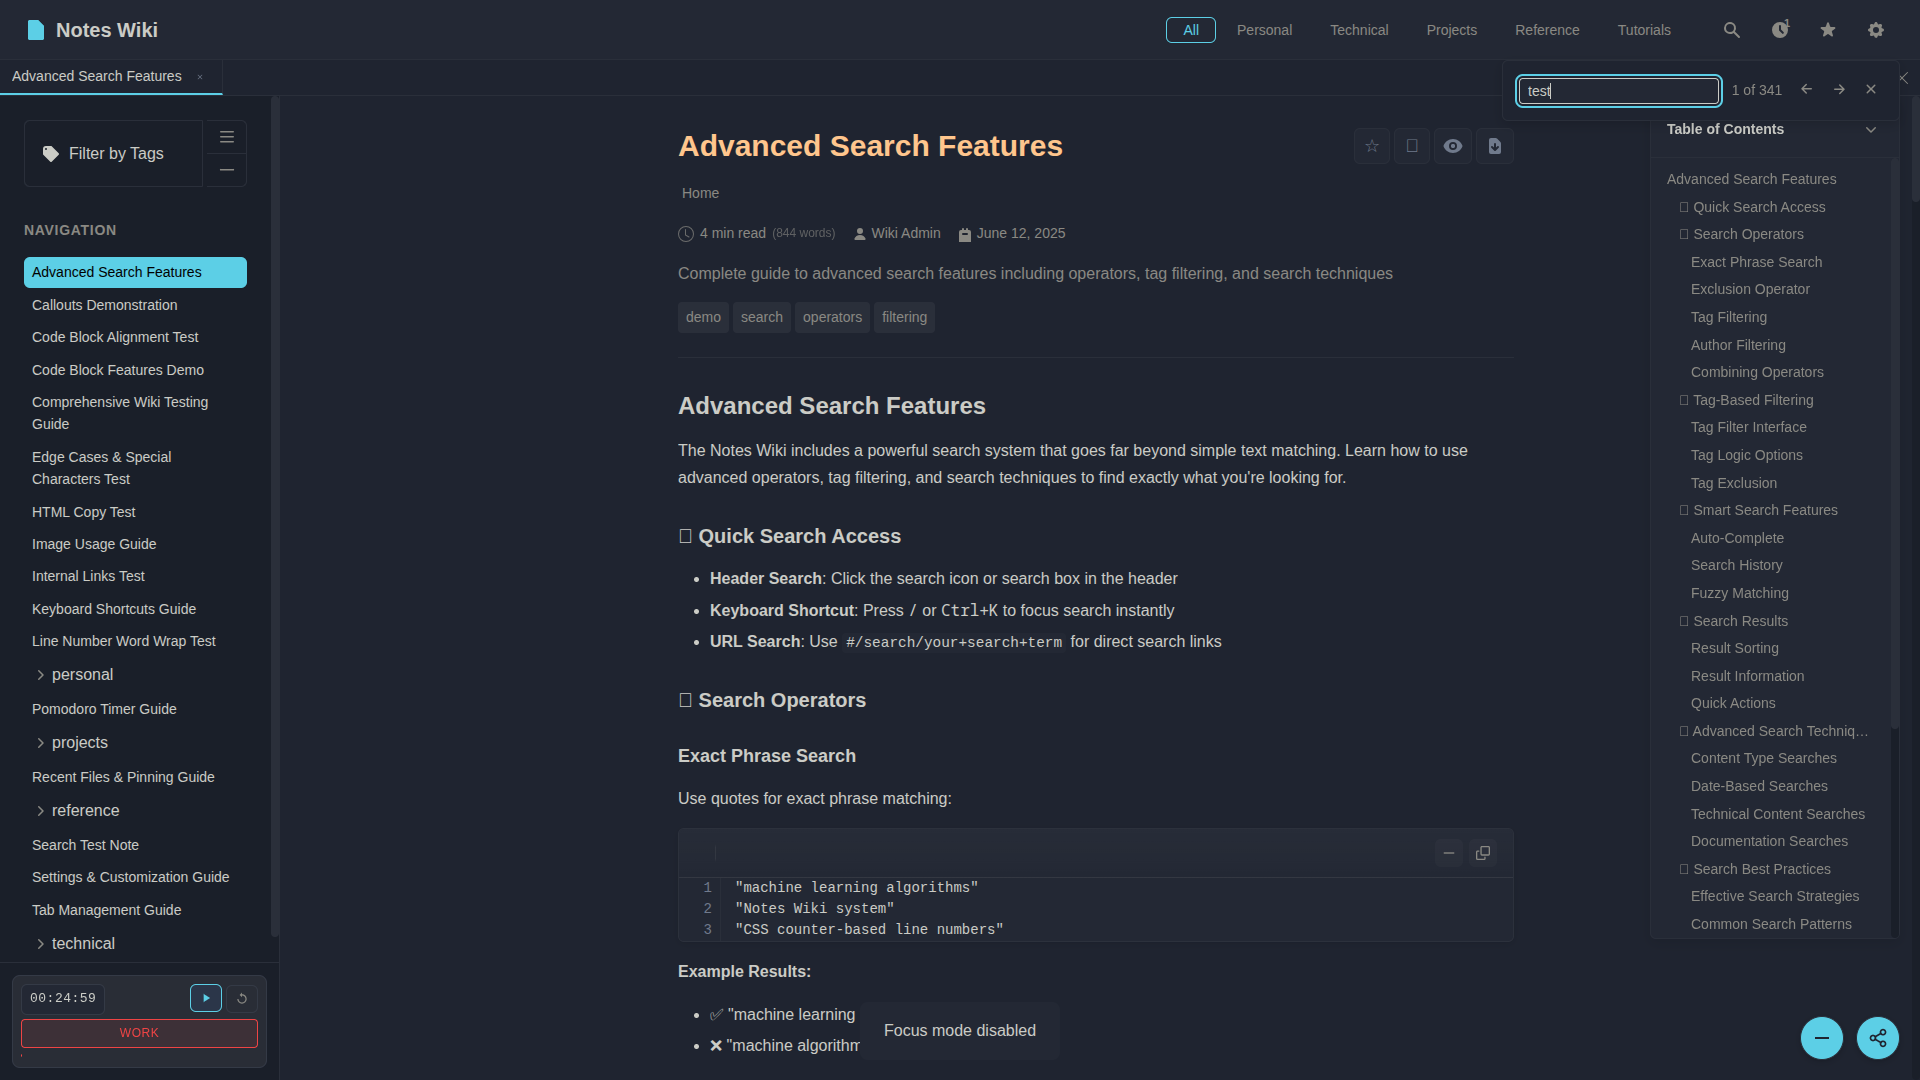 Notes Wiki
All
Personal
Technical
Projects
Reference
Tutorials
1
Advanced Search Features ×
test
1 of 341
Filter by Tags
NAVIGATION
Advanced Search Features
Callouts Demonstration
Code Block Alignment Test
Code Block Features Demo
Comprehensive Wiki Testing
Guide
Edge Cases & Special
Characters Test
HTML Copy Test
Image Usage Guide
Internal Links Test
Keyboard Shortcuts Guide
Line Number Word Wrap Test
personal
Pomodoro Timer Guide
projects
Recent Files & Pinning Guide
reference
Search Test Note
Settings & Customization Guide
Tab Management Guide
technical
00:24:59
WORK
Advanced Search Features
Home
4 min read (844 words)
Wiki Admin
June 12, 2025
Complete guide to advanced search features including operators, tag filtering, and search techniques
demo
search
operators
filtering
Advanced Search Features
The Notes Wiki includes a powerful search system that goes far beyond simple text matching. Learn how to use
advanced operators, tag filtering, and search techniques to find exactly what you're looking for.
Quick Search Access
• Header Search: Click the search icon or search box in the header
• Keyboard Shortcut: Press / or Ctrl+K to focus search instantly
• URL Search: Use #/search/your+search+term for direct search links
Search Operators
Exact Phrase Search
Use quotes for exact phrase matching:
1 "machine learning algorithms"
2 "Notes Wiki system"
3 "CSS counter-based line numbers"
Example Results:
• ✅ "machine learning
• ❌ "machine algorithm
Focus mode disabled
Table of Contents
Advanced Search Features
Quick Search Access
Search Operators
Exact Phrase Search
Exclusion Operator
Tag Filtering
Author Filtering
Combining Operators
Tag-Based Filtering
Tag Filter Interface
Tag Logic Options
Tag Exclusion
Smart Search Features
Auto-Complete
Search History
Fuzzy Matching
Search Results
Result Sorting
Result Information
Quick Actions
Advanced Search Techniq…
Content Type Searches
Date-Based Searches
Technical Content Searches
Documentation Searches
Search Best Practices
Effective Search Strategies
Common Search Patterns